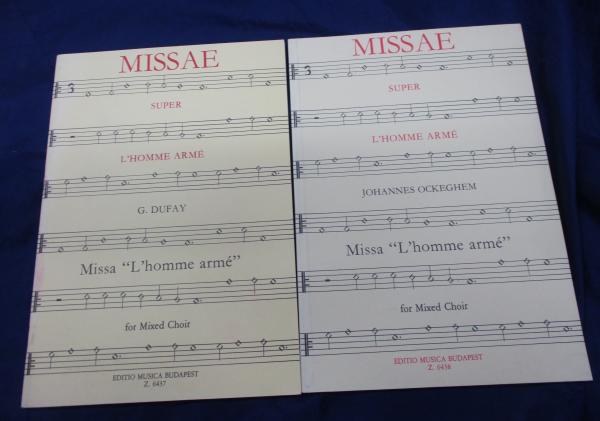 MISSAE
SUPER
L'HOMME ARMÉ
G. DUFAY
Missa “L'homme armé”
for Mixed Choir
EDITIO MUSICA BUDAPEST
Z. 6437
MISSAE
SUPER
L'HOMME ARMÉ
JOHANNES OCKEGHEM
Missa “L'homme armé”
for Mixed Choir
EDITIO MUSICA BUDAPEST
Z. 6438